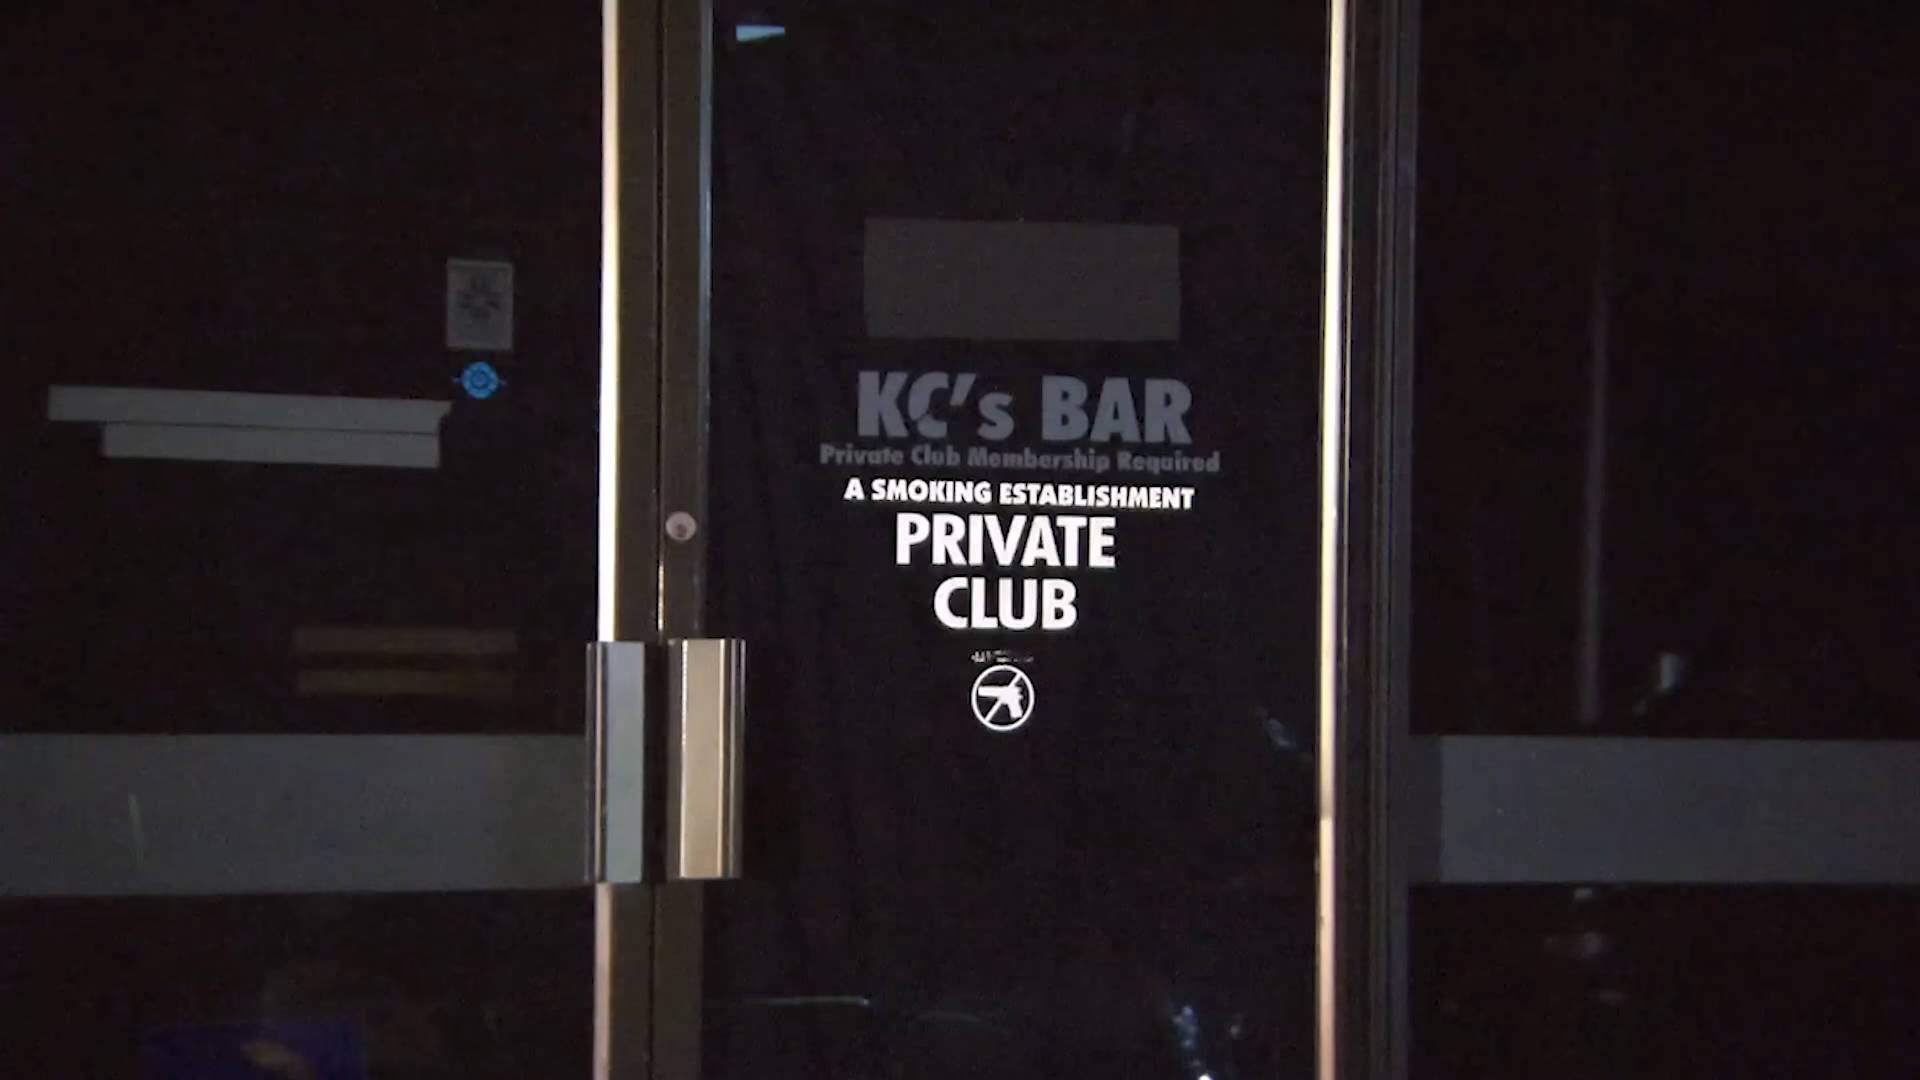 KC's BAR
Private Club Membership Required
A SMOKING ESTABLISHMENT
PRIVATE
CLUB